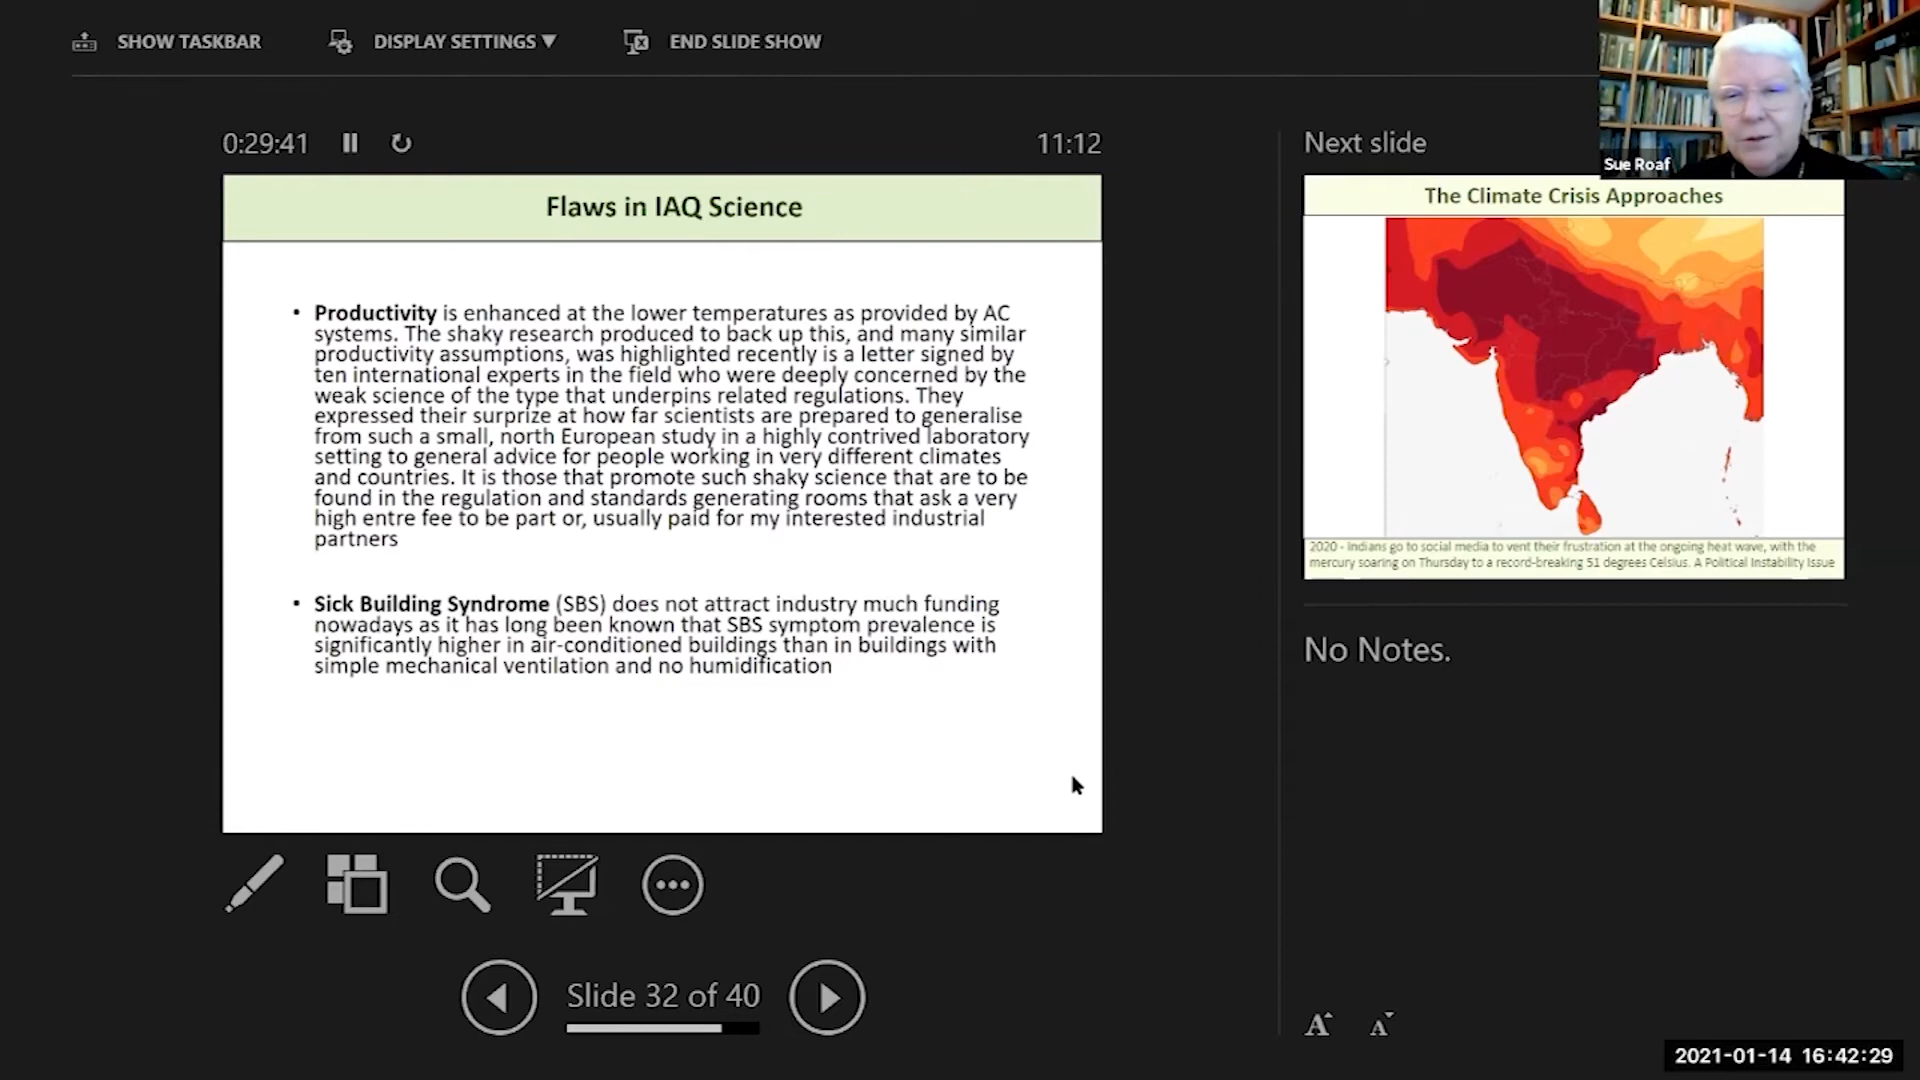 SHOW TASKBAR
DISPLAY SETTINGS ▼
END SLIDE SHOW
Sue Roaf
0:29:41
11:12
Next slide
Flaws in IAQ Science
• Productivity is enhanced at the lower temperatures as provided by AC
systems. The shaky research produced to back up this, and many similar
productivity assumptions, was highlighted recently is a letter signed by
ten international experts in the field who were deeply concerned by the
weak science of the type that underpins related regulations. They
expressed their surprize at how far scientists are prepared to generalise
from such a small, north European study in a highly contrived laboratory
setting to general advice for people working in very different climates
and countries. It is those that promote such shaky science that are to be
found in the regulation and standards generating rooms that ask a very
high entre fee to be part or, usually paid for my interested industrial
partners
• Sick Building Syndrome (SBS) does not attract industry much funding
nowadays as it has long been known that SBS symptom prevalence is
significantly higher in air-conditioned buildings than in buildings with
simple mechanical ventilation and no humidification
The Climate Crisis Approaches
2020 - Indians go to social media to vent their frustration at the ongoing heat wave, with the
mercury soaring on Thursday to a record-breaking 51 degrees Celsius. A Political Instability Issue
No Notes.
Slide 32 of 40
A A
2021-01-14 16:42:29